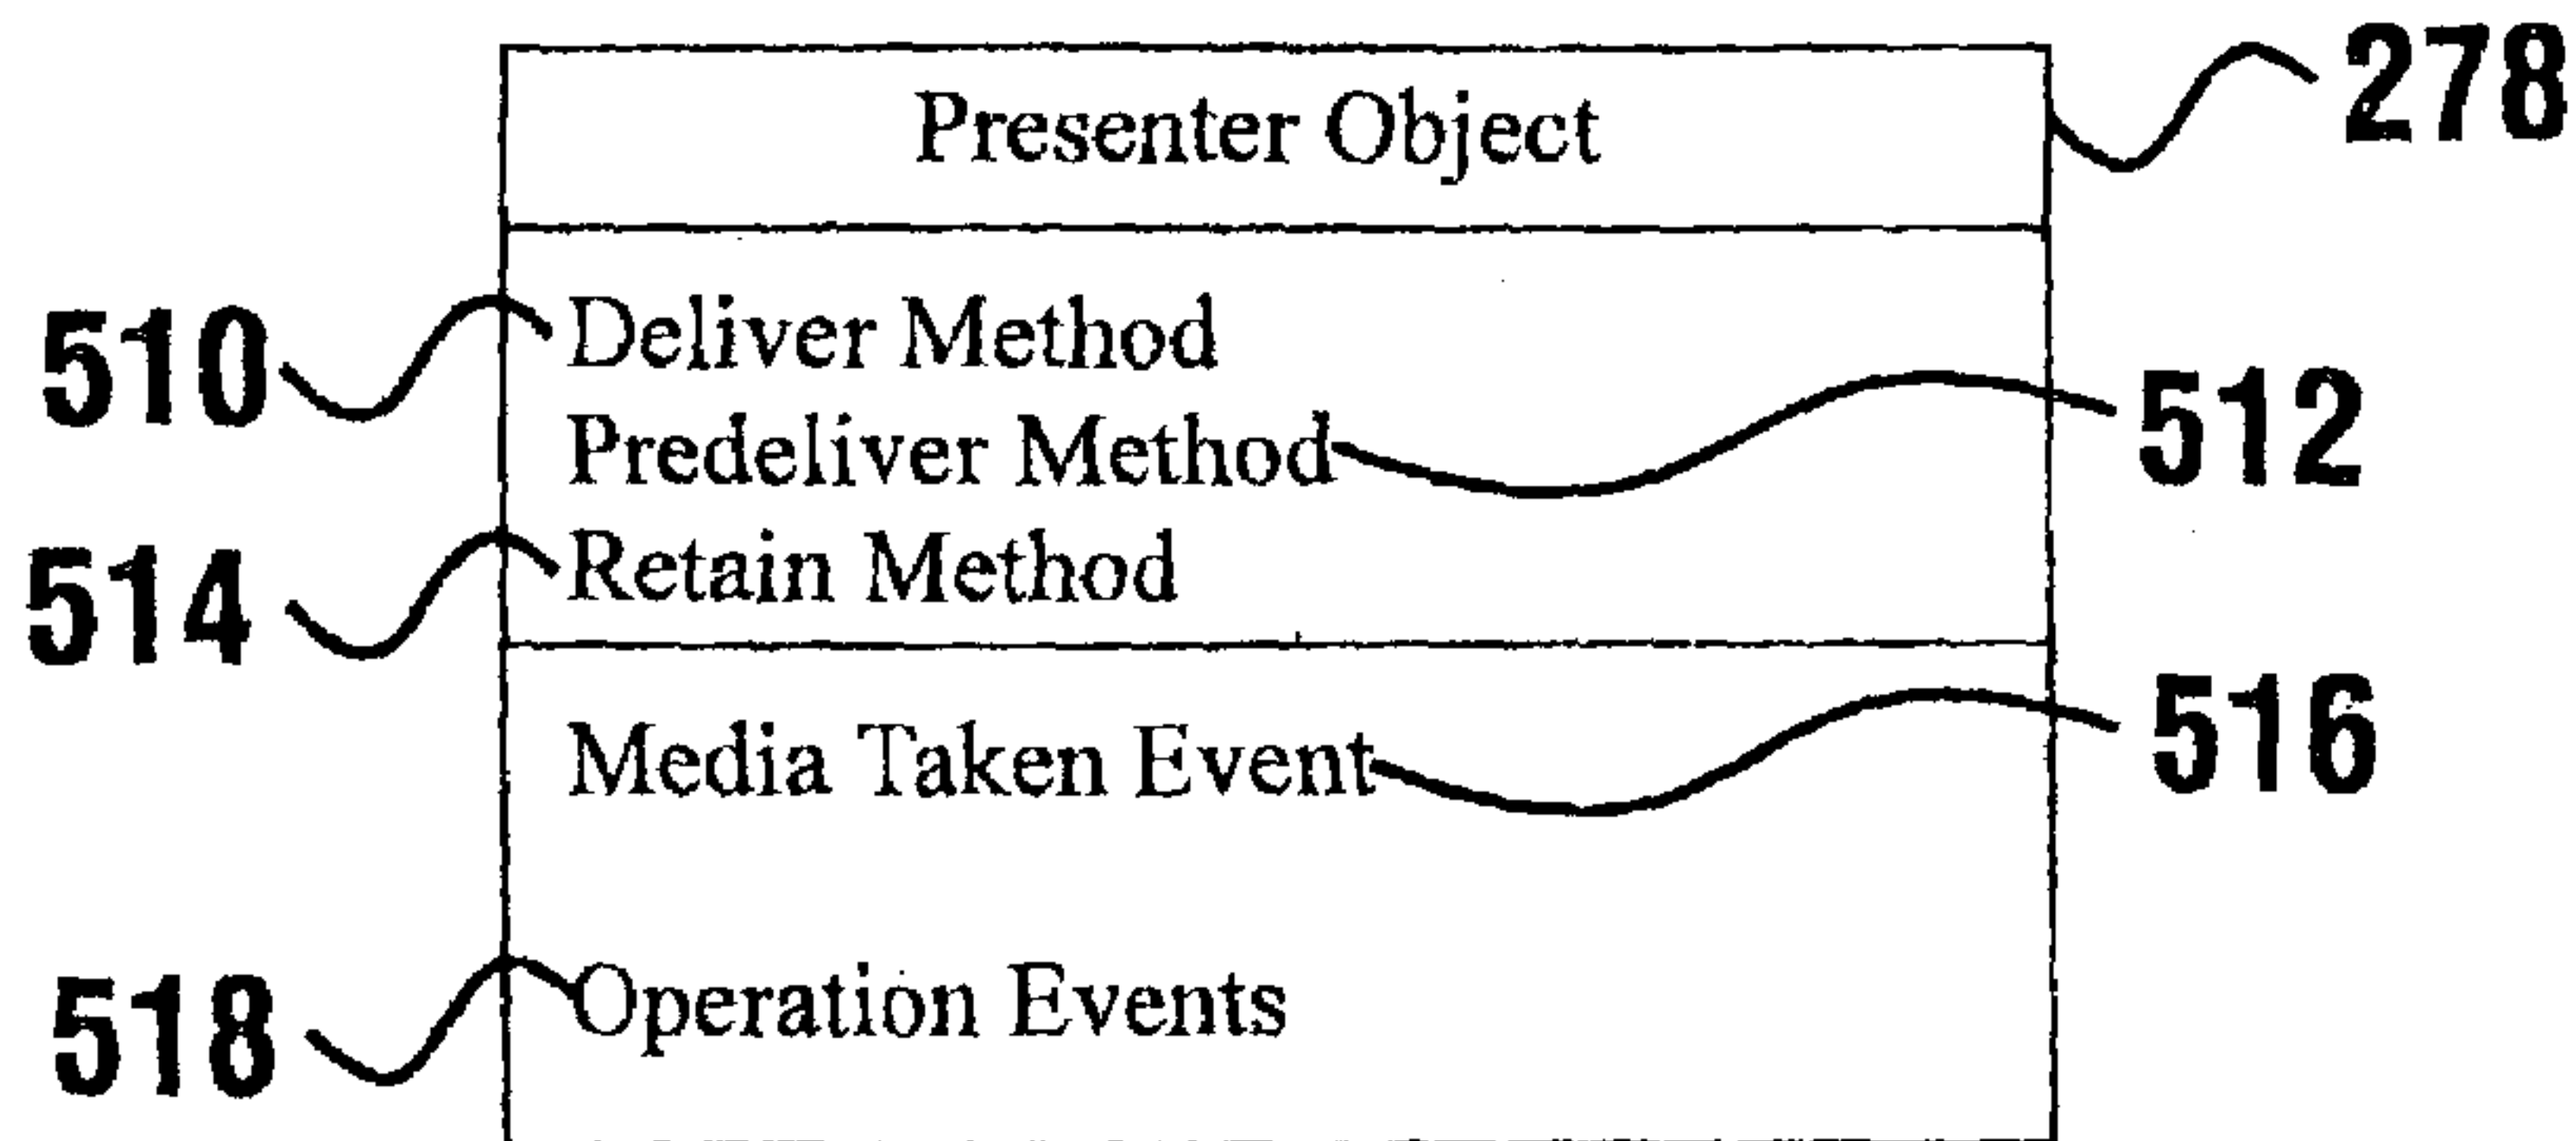 Presenter Object 278
510 Deliver Method
Predeliver Method 512
514 Retain Method
Media Taken Event 516
518 Operation Events